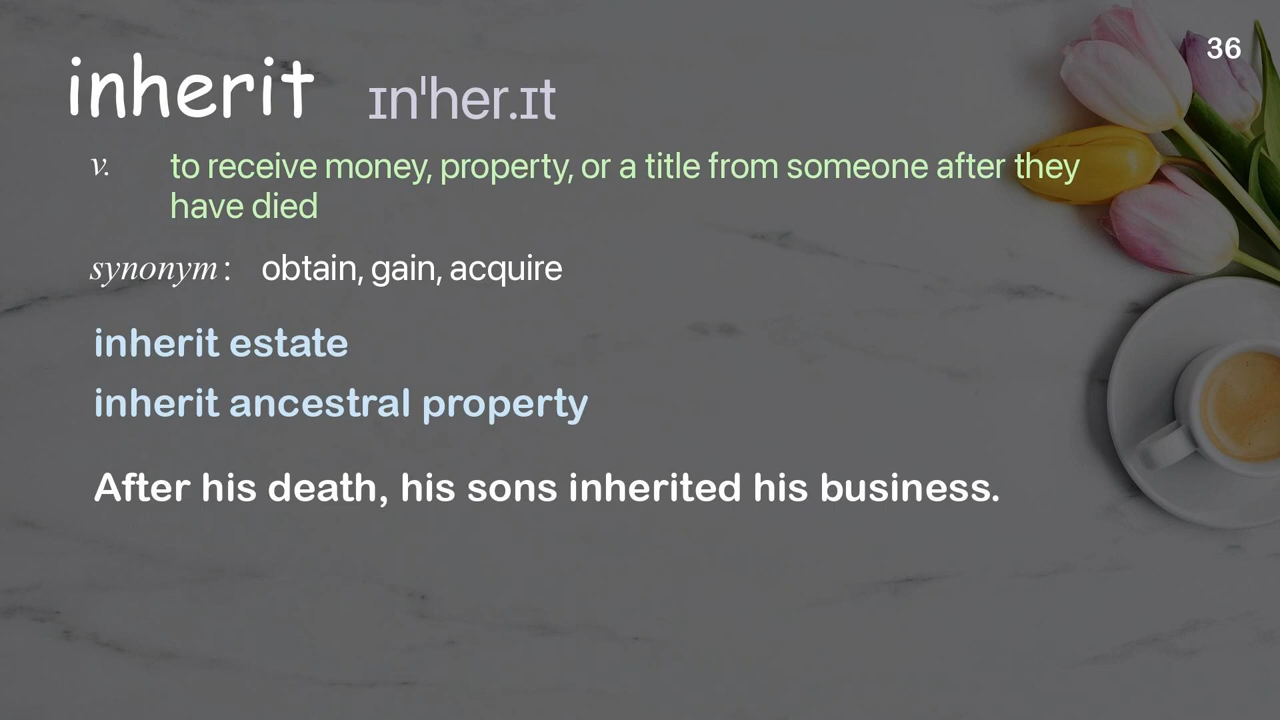 36
inherit ɪnˈher.ɪt
v. to receive money, property, or a title from someone after they
have died
synonym: obtain, gain, acquire
inherit estate
inherit ancestral property
After his death, his sons inherited his business.